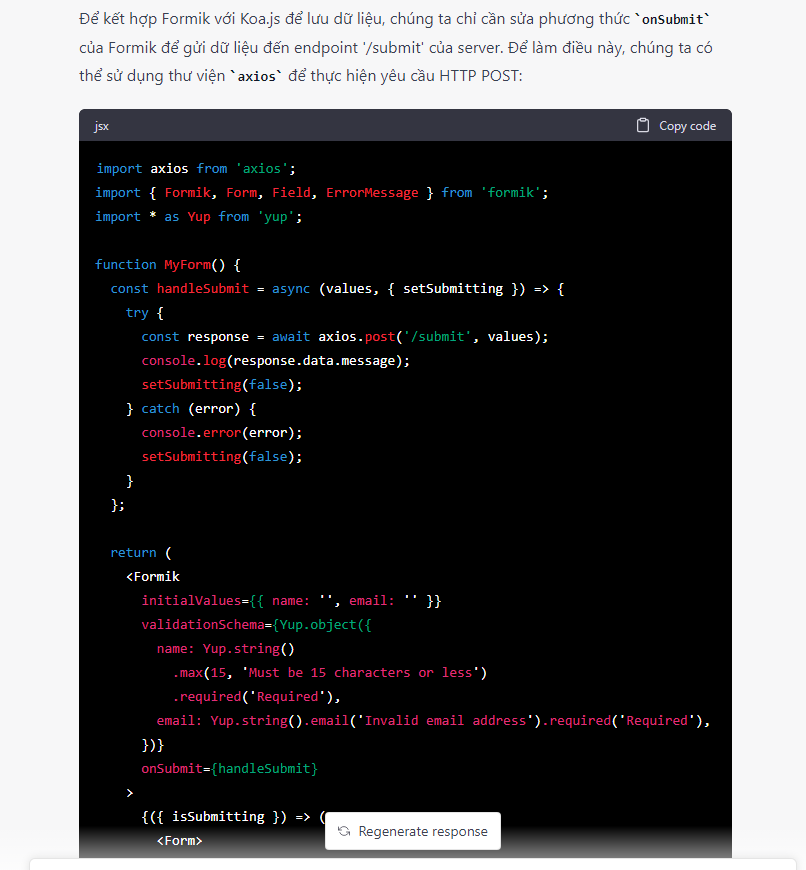 Để kết hợp Formik với Koa.js để lưu dữ liệu, chúng ta chỉ cần sửa phương thức `onSubmit`
của Formik để gửi dữ liệu đến endpoint '/submit' của server. Để làm điều này, chúng ta có
thể sử dụng thư viện `axios` để thực hiện yêu cầu HTTP POST:
jsx Copy code
import axios from 'axios';
import { Formik, Form, Field, ErrorMessage } from 'formik';
import * as Yup from 'yup';
function MyForm() {
const handleSubmit = async (values, { setSubmitting }) => {
try {
const response = await axios.post('/submit', values);
console.log(response.data.message);
setSubmitting(false);
} catch (error) {
console.error(error);
setSubmitting(false);
}
};
return (
<Formik
initialValues={{ name: '', email: '' }}
validationSchema={Yup.object({
name: Yup.string()
.max(15, 'Must be 15 characters or less')
.required('Required'),
email: Yup.string().email('Invalid email address').required('Required'),
})}
onSubmit={handleSubmit}
>
{({ isSubmitting }) => (
Regenerate response
<Form>